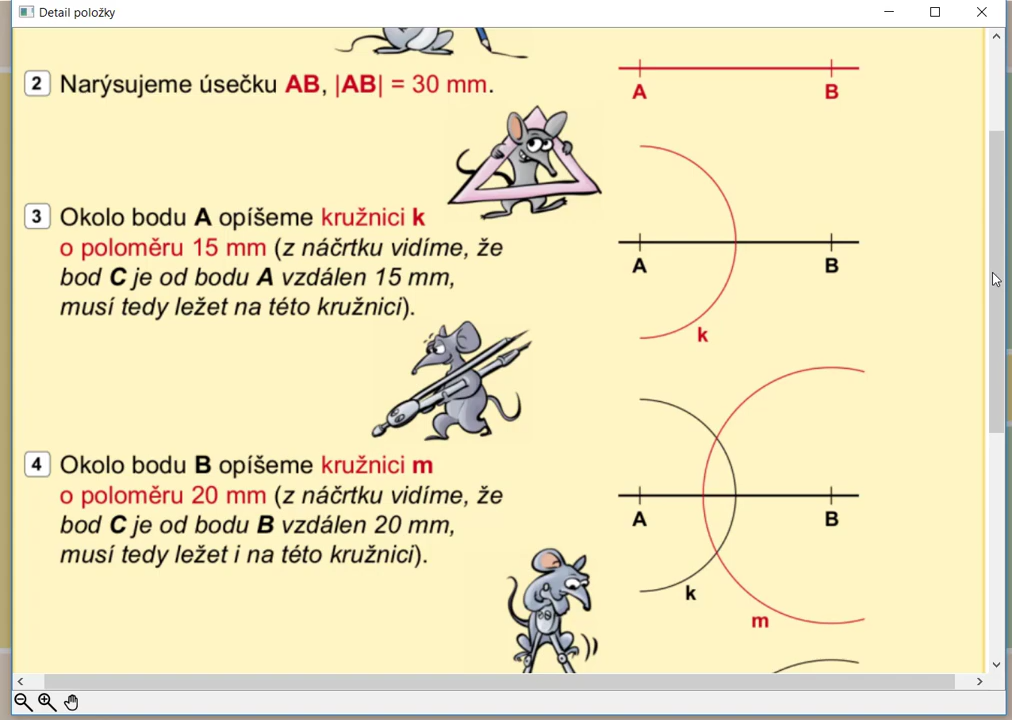 Detail položky
2 Narýsujeme úsečku AB, |AB| = 30 mm.
A B
3 Okolo bodu A opíšeme kružnici k
o poloměru 15 mm (z náčrtku vidíme, že
bod C je od bodu A vzdálen 15 mm,
musí tedy ležet na této kružnici).
A B
k
4 Okolo bodu B opíšeme kružnici m
o poloměru 20 mm (z náčrtku vidíme, že
bod C je od bodu B vzdálen 20 mm,
musí tedy ležet i na této kružnici).
A B
k
m